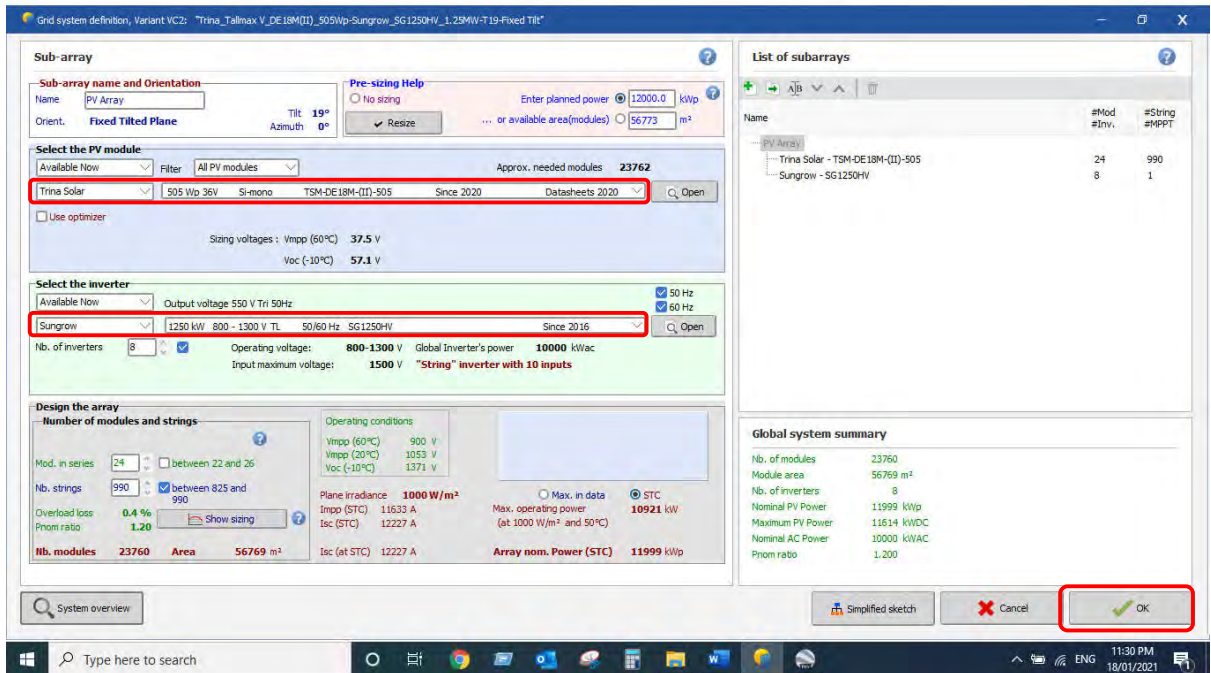 Grid system definition, Variant VC2: "Trina_Tallmax V_DE18M(II)_505Wp-Sungrow_SG1250HV_1.25MW-T19-Fixed Tilt"
Sub-array
Sub-array name and Orientation
Name PV Array
Orient. Fixed Tilted Plane
Tilt 19°
Azimuth 0°
Pre-sizing Help
No sizing
Enter planned power 12000.0 kWp
Resize
... or available area(modules) 56773 m²
Select the PV module
Available Now Filter All PV modules
Approx. needed modules 23762
Trina Solar 505 Wp 36V Si-mono TSM-DE18M-(II)-505 Since 2020 Datasheets 2020 Open
Use optimizer
Sizing voltages : Vmpp (60°C) 37.5 V
Voc (-10°C) 57.1 V
Select the inverter
Available Now Output voltage 550 V Tri 50Hz
50 Hz
60 Hz
Sungrow 1250 kW 800 - 1300 V TL 50/60 Hz SG1250HV Since 2016 Open
Nb. of inverters 8
Operating voltage: 800-1300 V Global Inverter's power 10000 kWac
Input maximum voltage: 1500 V "String" inverter with 10 inputs
Design the array
Number of modules and strings
Mod. in series 24 between 22 and 26
Nb. strings 990 between 825 and 990
Overload loss 0.4 %
Pnom ratio 1.20
Show sizing
Nb. modules 23760 Area 56769 m²
Operating conditions
Vmpp (60°C) 900 V
Vmpp (20°C) 1053 V
Voc (-10°C) 1371 V
Plane irradiance 1000 W/m²
Impp (STC) 11633 A
Isc (STC) 12227 A
Isc (at STC) 12227 A
Max. in data STC
Max. operating power 10921 kW
(at 1000 W/m² and 50°C)
Array nom. Power (STC) 11999 kWp
List of subarrays
Name
#Mod #String
#Inv. #MPPT
PV Array
Trina Solar - TSM-DE18M-(II)-505 24 990
Sungrow - SG1250HV 8 1
Global system summary
Nb. of modules 23760
Module area 56769 m²
Nb. of inverters 8
Nominal PV Power 11999 kWp
Maximum PV Power 11614 kWDC
Nominal AC Power 10000 kWAC
Pnom ratio 1.200
System overview
Simplified sketch
Cancel
OK
Type here to search
ENG
11:30 PM
18/01/2021